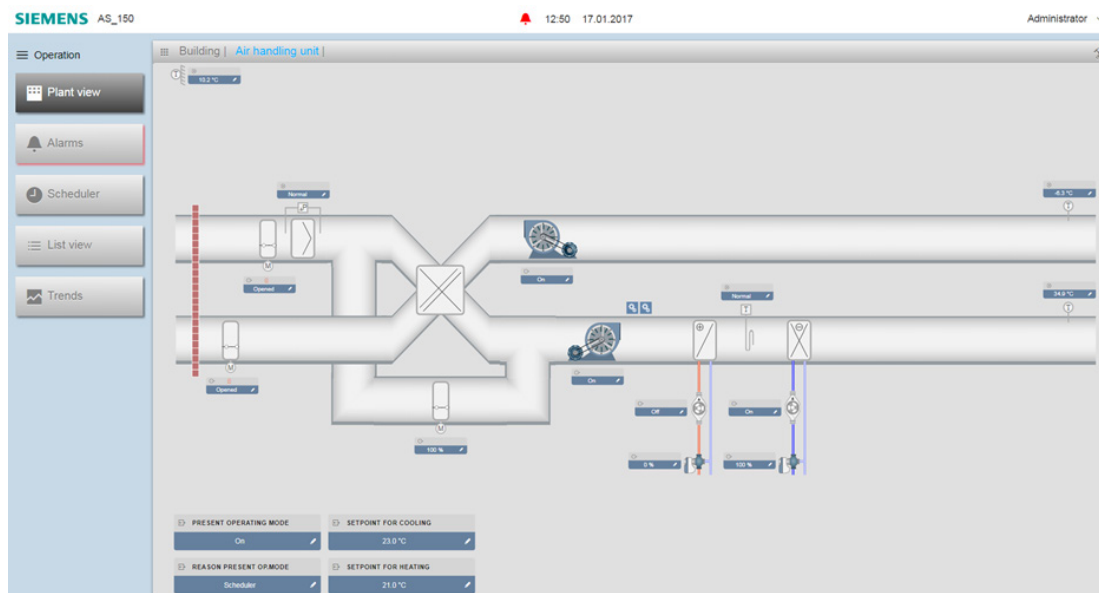 SIEMENS AS_150
12:50 17.01.2017
Administrator
Operation
Building | Air handling unit |
Plant view
Alarms
Scheduler
List view
Trends
10.2 °C
Normal
-6.3 °C
T
T
T
Opened
M
On
Normal
34.9 °C
T
T
Opened
M
On
Off
On
M
100 %
0 %
100 %
PRESENT OPERATING MODE
On
SETPOINT FOR COOLING
23.0 °C
REASON PRESENT OP.MODE
Scheduler
SETPOINT FOR HEATING
21.0 °C